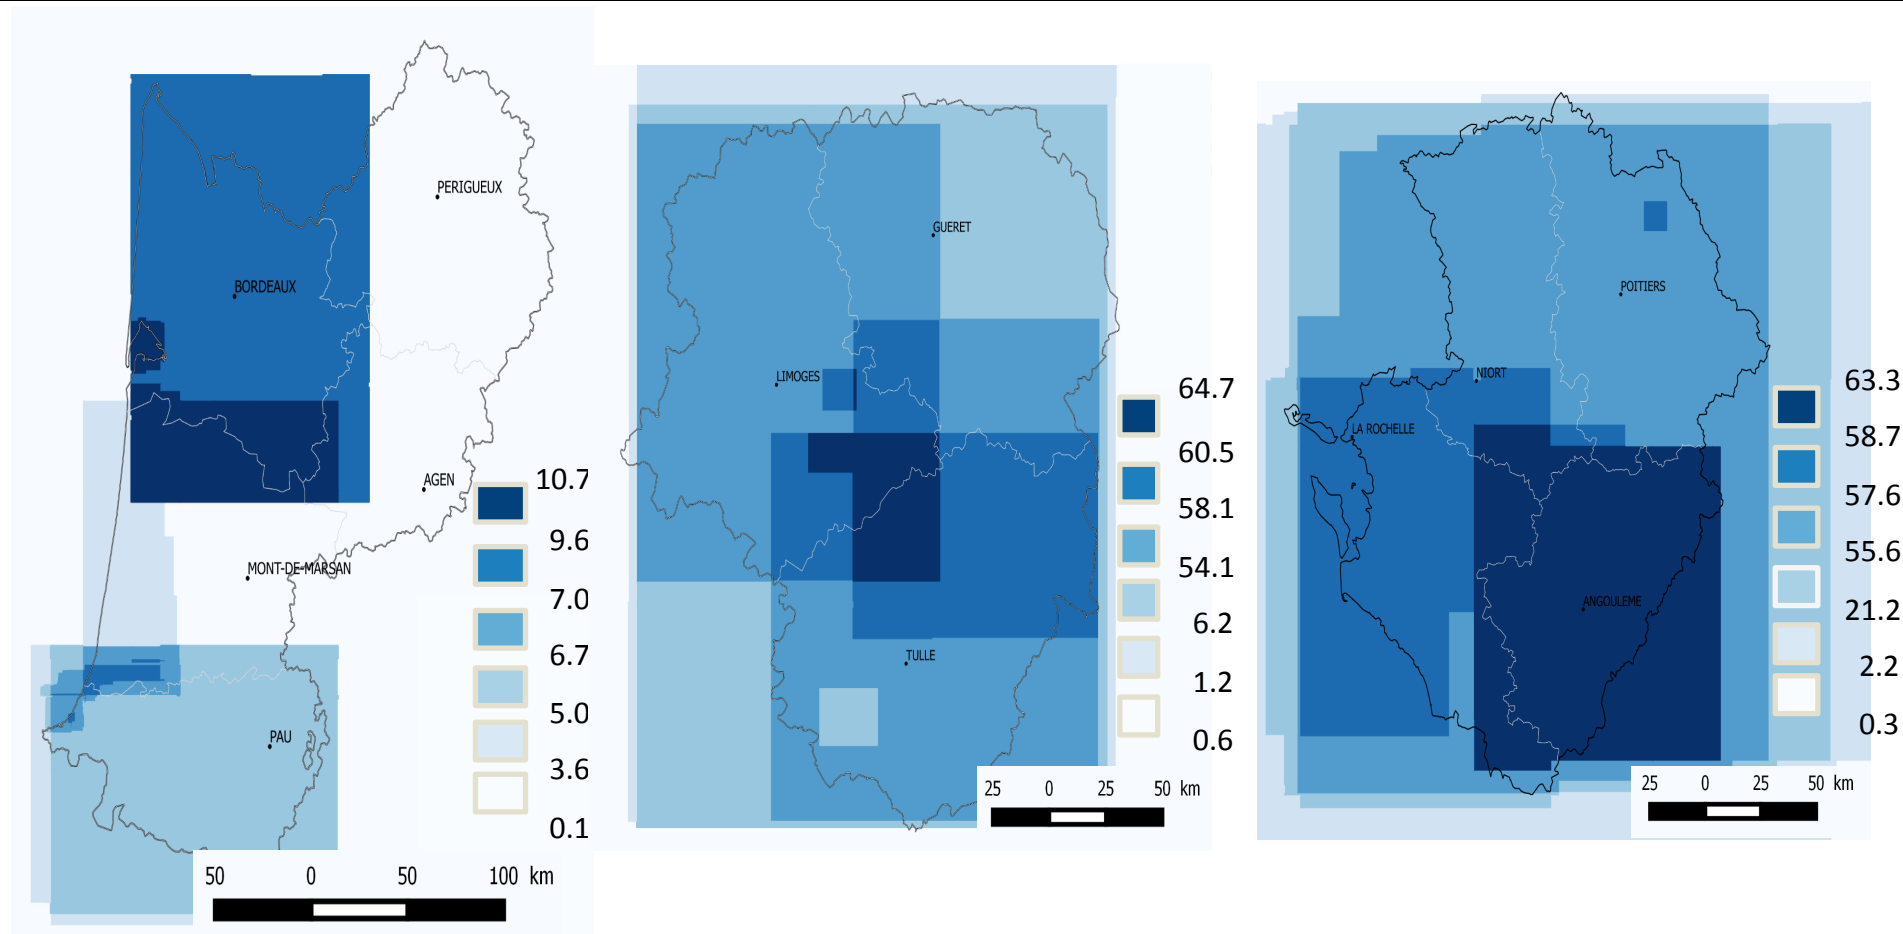 PERIGUEUX
BORDEAUX
AGEN
MONT-DE-MARSAN
PAU
10.7
9.6
7.0
6.7
5.0
3.6
0.1
50 0 50 100 km
GUERET
LIMOGES
TULLE
64.7
60.5
58.1
54.1
6.2
1.2
0.6
25 0 25 50 km
POITIERS
NIORT
LA ROCHELLE
ANGOULEME
63.3
58.7
57.6
55.6
21.2
2.2
0.3
25 0 25 50 km